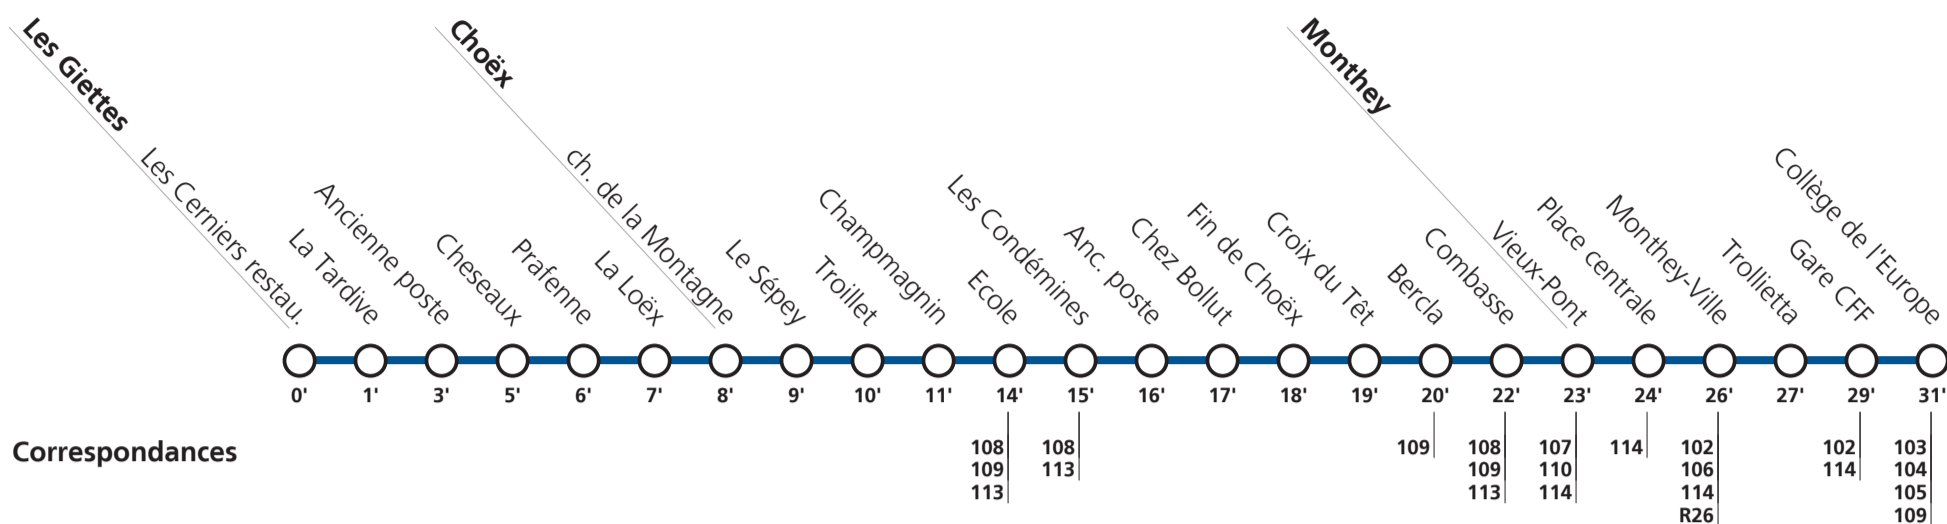 Les Giettes
Les Cerniers restau.
La Tardive
Ancienne poste
Cheseaux
Prafenne
La Loëx
Choëx
ch. de la Montagne
Le Sépey
Troillet
Champmagnin
Ecole
Les Condémines
Anc. poste
Chez Bollut
Fin de Choëx
Croix du Têt
Bercla
Combasse
Monthey
Vieux-Pont
Place centrale
Monthey-Ville
Trollietta
Gare CFF
Collège de l'Europe
0' 1' 3' 5' 6' 7' 8' 9' 10' 11' 14' 15' 16' 17' 18' 19' 20' 22' 23' 24' 26' 27' 29' 31'
Correspondances
108 108 109 108 107 114 102 102 103
109 113 109 110 106 114 104
113 113 114 114 105
R26 109